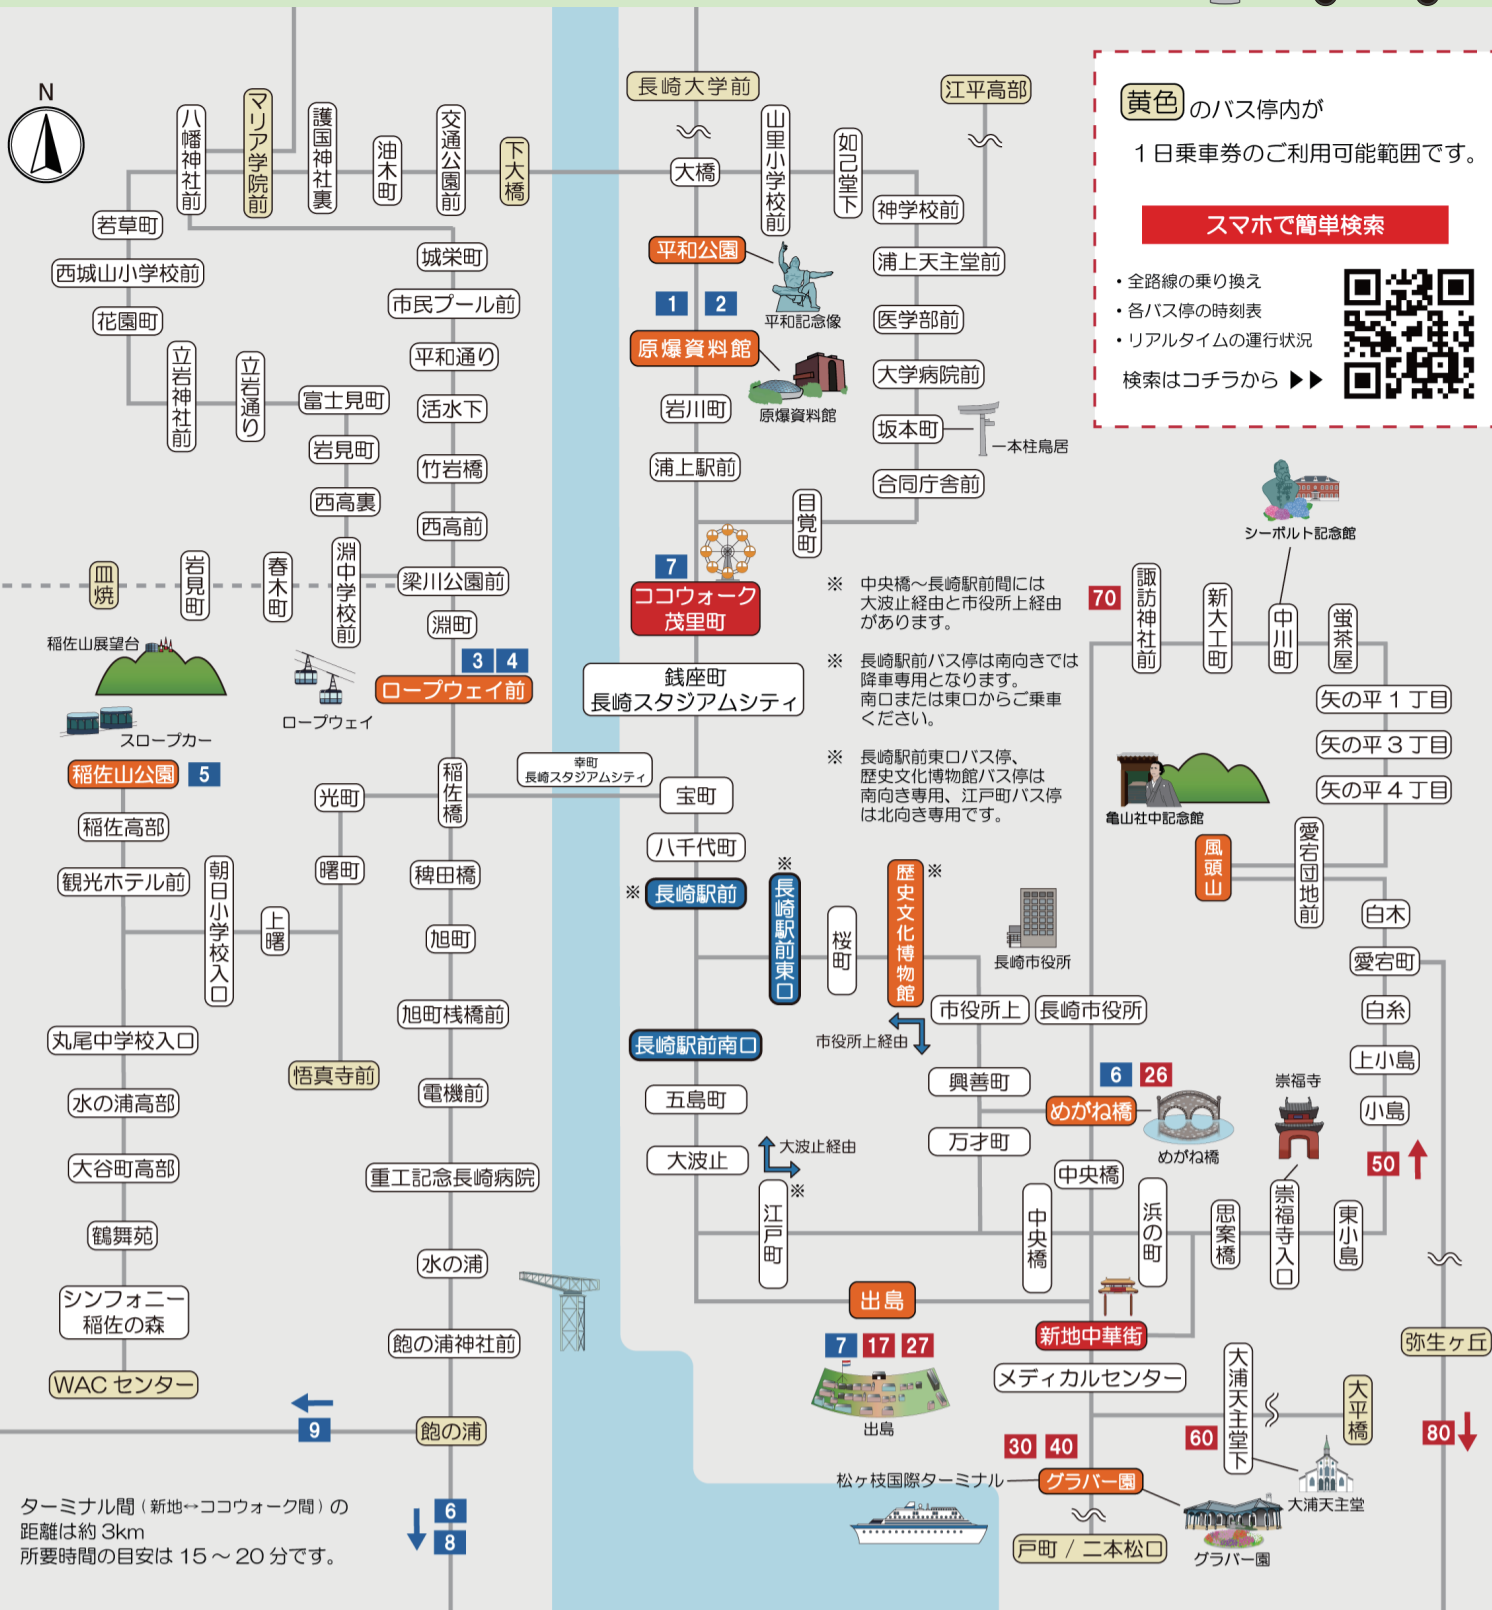 N
八幡神社前
マリア学院前
護国神社裏
油木町
交通公園前
下大橋
若草町
西城山小学校前
花園町
立岩神社前
立岩通り
富士見町
岩見町
西高裏
淵中学校前
城栄町
市民プール前
平和通り
活水下
竹岩橋
西高前
梁川公園前
淵町
3 4
ロープウェイ前
皿焼
岩見町
春木町
稲佐山展望台
スロープカー
ロープウェイ
稲佐山公園
5
稲佐高部
観光ホテル前
朝日小学校入口
上曙
光町
曙町
悟真寺前
稲佐橋
幸町
長崎スタジアムシティ
稗田橋
旭町
旭町桟橋前
電機前
重工記念長崎病院
水の浦
飽の浦神社前
飽の浦
丸尾中学校入口
水の浦高部
大谷町高部
鶴舞苑
シンフォニー
稲佐の森
WAC センター
9
6
8
ターミナル間(新地↔ココウォーク間)の
距離は約 3km
所要時間の目安は 15 ～ 20 分です。
長崎大学前
大橋
山里小学校前
如己堂下
江平高部
神学校前
浦上天主堂前
医学部前
大学病院前
坂本町
一本柱鳥居
合同庁舎前
目覚町
平和公園
平和記念像
1 2
原爆資料館
原爆資料館
岩川町
浦上駅前
7
ココウォーク
茂里町
銭座町
長崎スタジアムシティ
宝町
八千代町
※ 長崎駅前
※
長崎駅前東口
桜町
歴史文化博物館
※
長崎駅前南口
五島町
大波止
大波止経由
※
江戸町
市役所上経由
長崎市役所
市役所上
長崎市役所
興善町
万才町
6 26
めがね橋
めがね橋
中央橋
中央橋
浜の町
思案橋
崇福寺入口
崇福寺
東小島
出島
7 17 27
出島
新地中華街
メディカルセンター
大浦天主堂下
大平橋
60
大浦天主堂
30 40
松ヶ枝国際ターミナル
グラバー園
グラバー園
戸町 / 二本松口
黄色 のバス停内が
1日乗車券のご利用可能範囲です。
スマホで簡単検索
・全路線の乗り換え
・各バス停の時刻表
・リアルタイムの運行状況
検索はコチラから ▶▶
シーボルト記念館
※ 中央橋～長崎駅前間には
大波止経由と市役所上経由
があります。
※ 長崎駅前バス停は南向きでは
降車専用となります。
南口または東口からご乗車
ください。
※ 長崎駅前東口バス停、
歴史文化博物館バス停は
南向き専用、江戸町バス停
は北向き専用です。
70
諏訪神社前
新大工町
中川町
蛍茶屋
矢の平 1 丁目
矢の平 3 丁目
矢の平 4 丁目
亀山社中記念館
風頭山
愛宕団地前
白木
愛宕町
白糸
上小島
小島
50
弥生ヶ丘
80